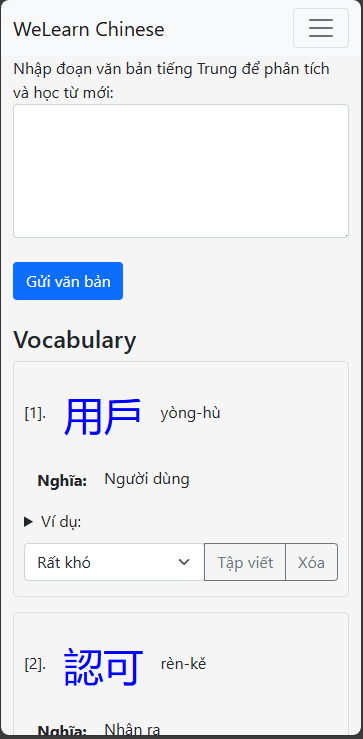 WeLearn Chinese
Nhập đoạn văn bản tiếng Trung để phân tích
và học từ mới:
Gửi văn bản
Vocabulary
[1]. 用戶 yòng-hù
Nghĩa: Người dùng
Ví dụ:
Rất khó Tập viết Xóa
[2]. 認可 rèn-kě
Nghĩa: Nhận ra